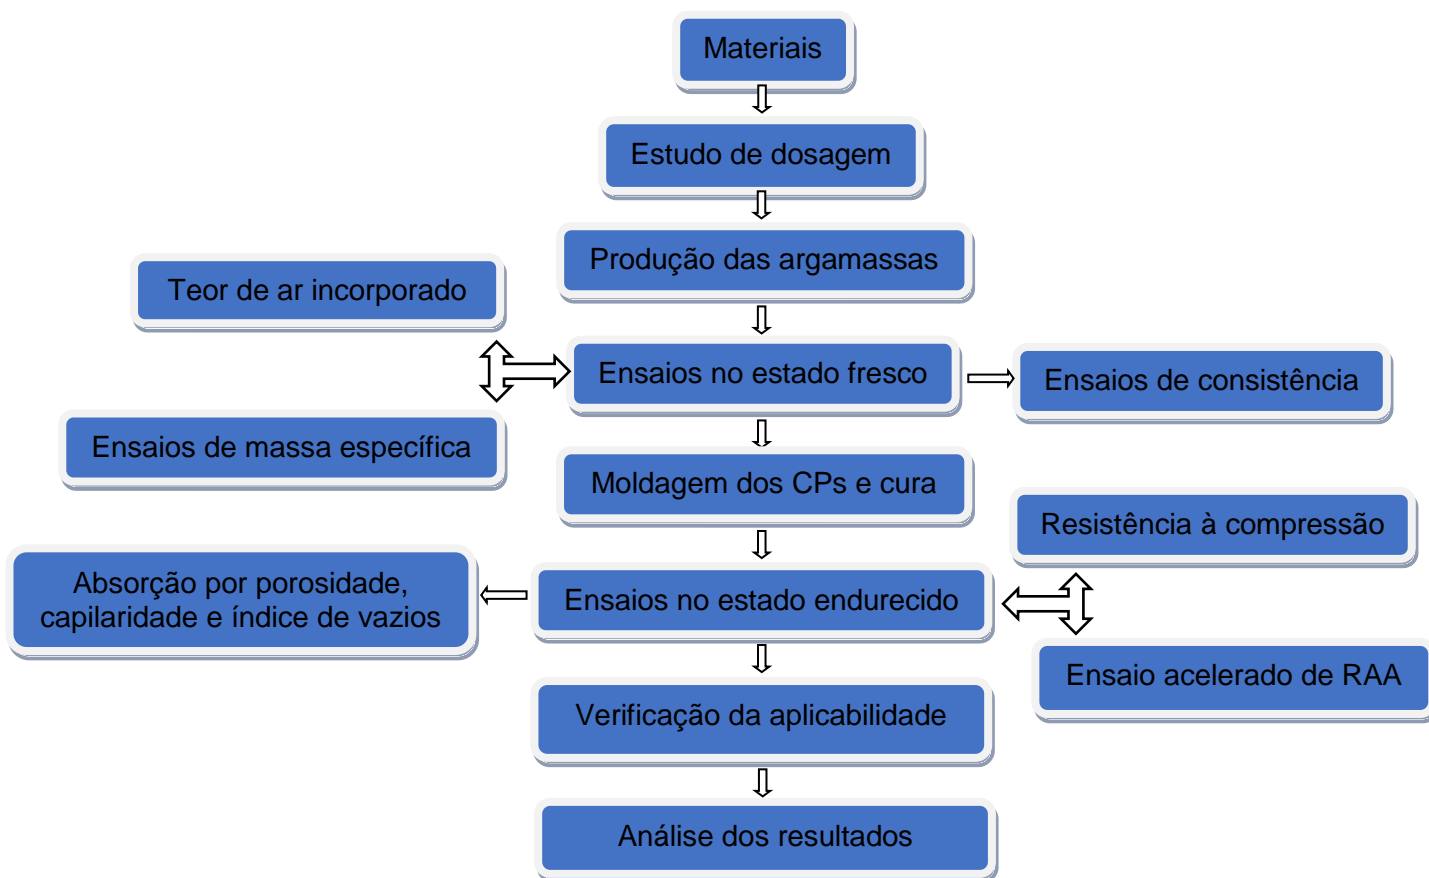 Materiais
Estudo de dosagem
Produção das argamassas
Teor de ar incorporado
Ensaios no estado fresco
Ensaios de consistência
Ensaios de massa específica
Moldagem dos CPs e cura
Resistência à compressão
Absorção por porosidade,
capilaridade e índice de vazios
Ensaios no estado endurecido
Ensaio acelerado de RAA
Verificação da aplicabilidade
Análise dos resultados